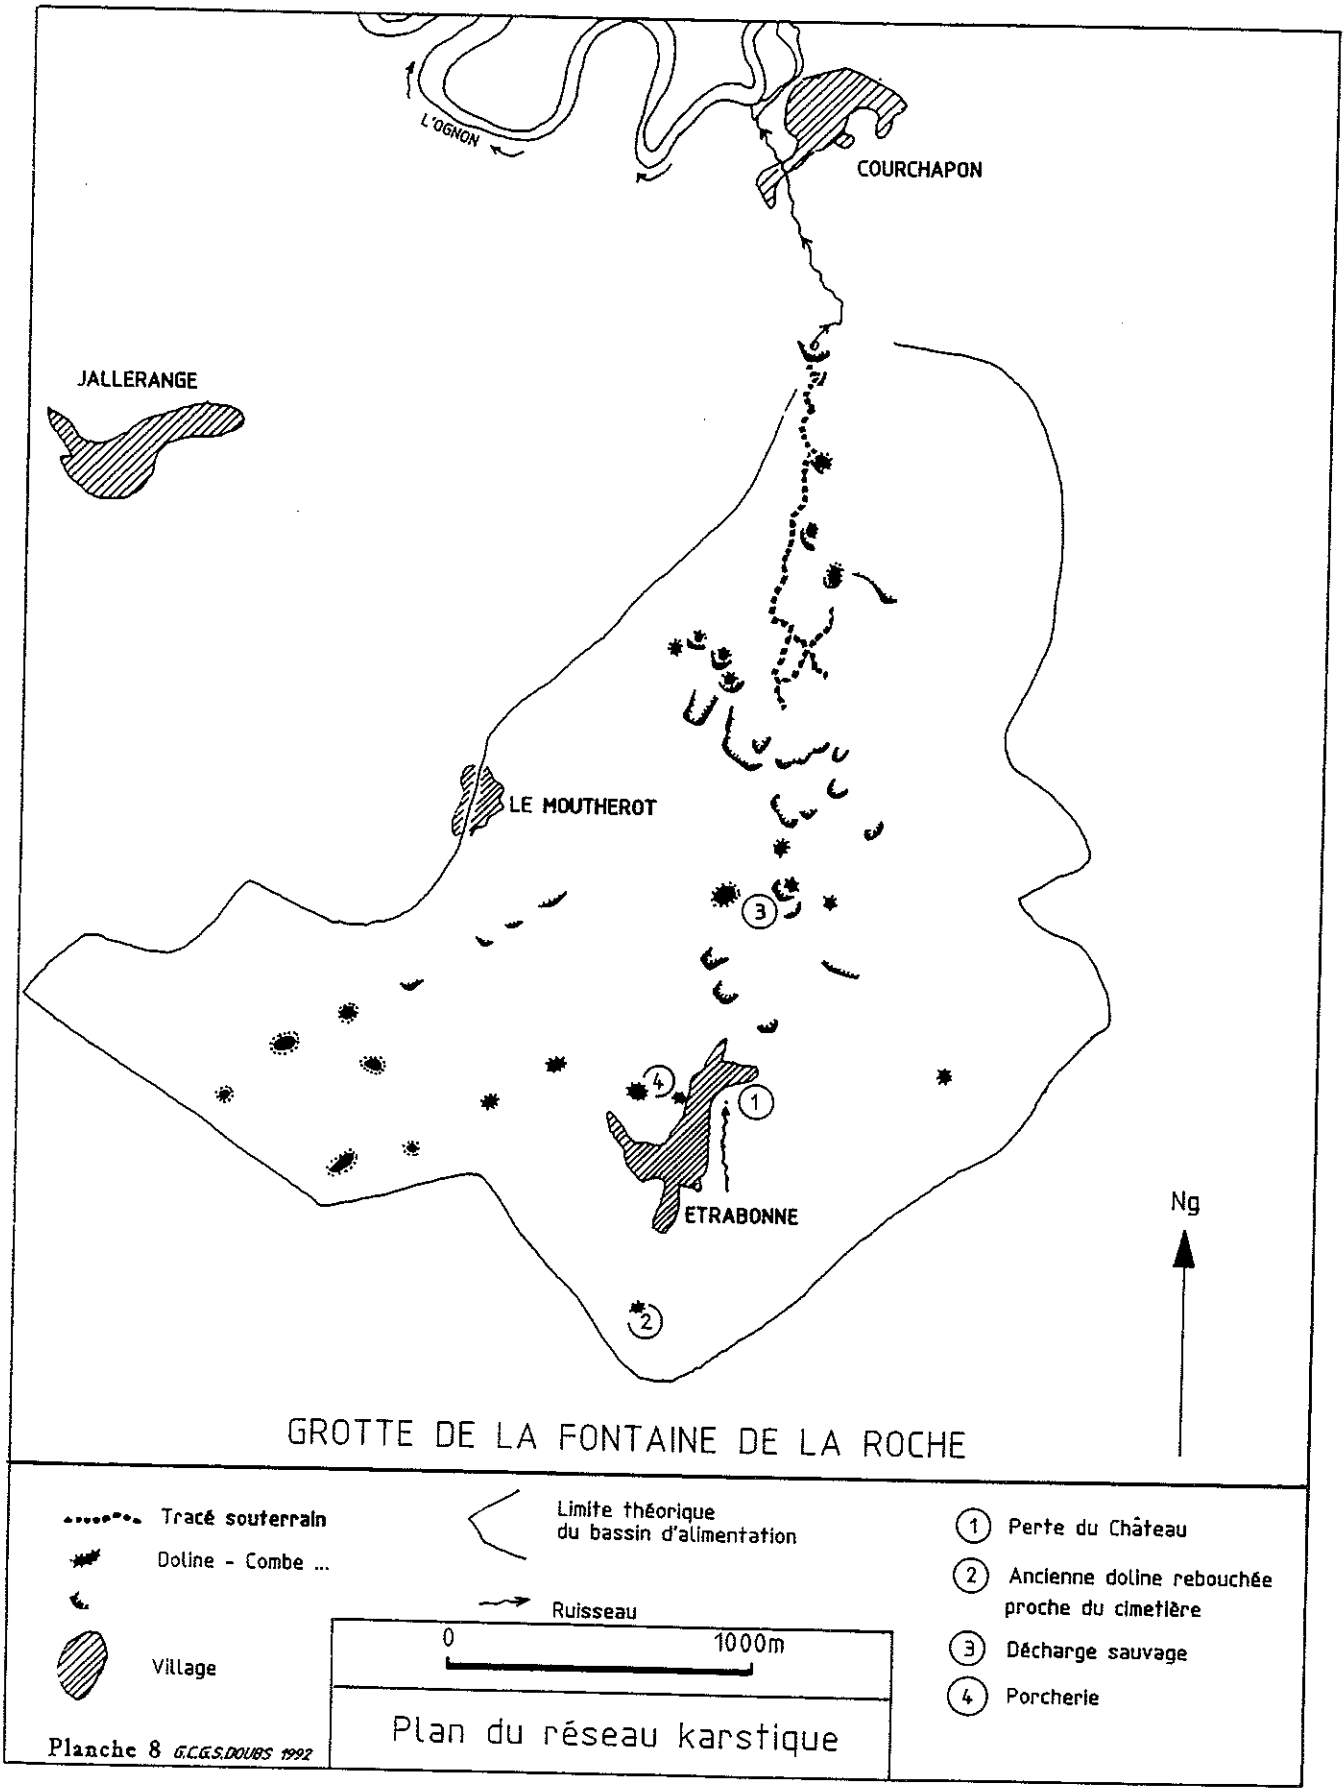 L'OGNON
COURCHAPON
JALLERANGE
LE MOUTHEROT
3
4
1
ETRABONNE
Ng
2
GROTTE DE LA FONTAINE DE LA ROCHE
Tracé souterrain
Doline - Combe ...
Village
Limite théorique
du bassin d'alimentation
Ruisseau
0 1000m
Plan du réseau karstique
1 Perte du Château
2 Ancienne doline rebouchée
proche du cimetière
3 Décharge sauvage
4 Porcherie
Planche 8 G.C.G.S.DOUBS 1992